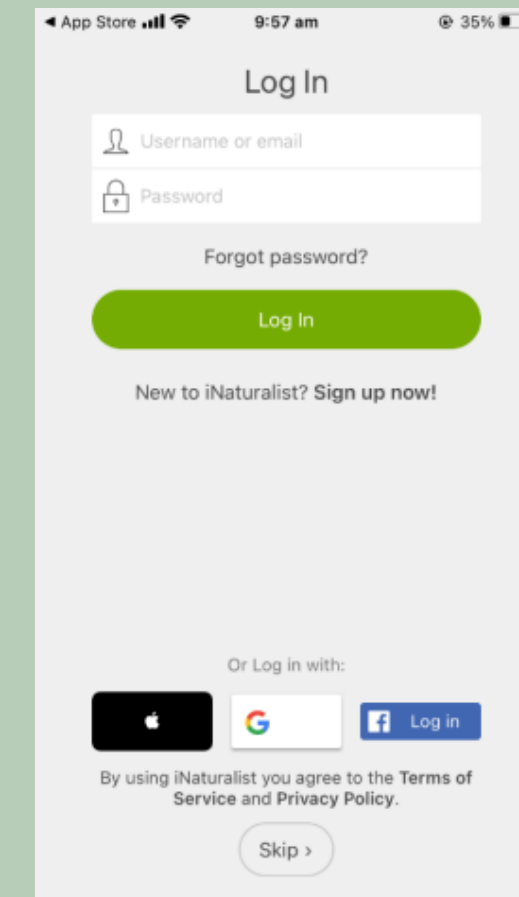 App Store 9:57 am 35%
Log In
Username or email
Password
Forgot password?
Log In
New to iNaturalist? Sign up now!
Or Log in with:
G f Log in
By using iNaturalist you agree to the Terms of
Service and Privacy Policy.
Skip ›